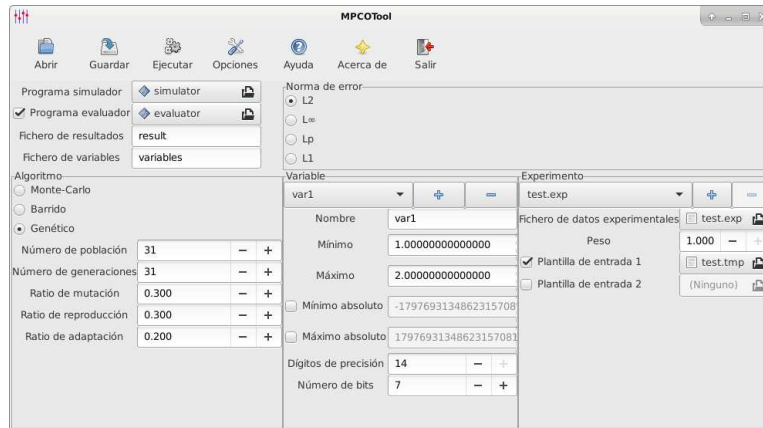 MPCOTool
Abrir Guardar Ejecutar Opciones Ayuda Acerca de Salir
Programa simulador simulator
Programa evaluador evaluator
Fichero de resultados result
Fichero de variables variables
Norma de error
L2
L∞
Lp
L1
Algoritmo
Monte-Carlo
Barrido
Genético
Número de población 31 − +
Número de generaciones 31 − +
Ratio de mutación 0.300 − +
Ratio de reproducción 0.300 − +
Ratio de adaptación 0.200 − +
Variable
var1
Nombre var1
Mínimo 1.00000000000000
Máximo 2.00000000000000
Mínimo absoluto -1797693134862315708
Máximo absoluto 17976931348623157081
Dígitos de precisión 14 − +
Número de bits 7 − +
Experimento
test.exp
Fichero de datos experimentales test.exp
Peso 1.000 − +
Plantilla de entrada 1 test.tmp
Plantilla de entrada 2 (Ninguno)